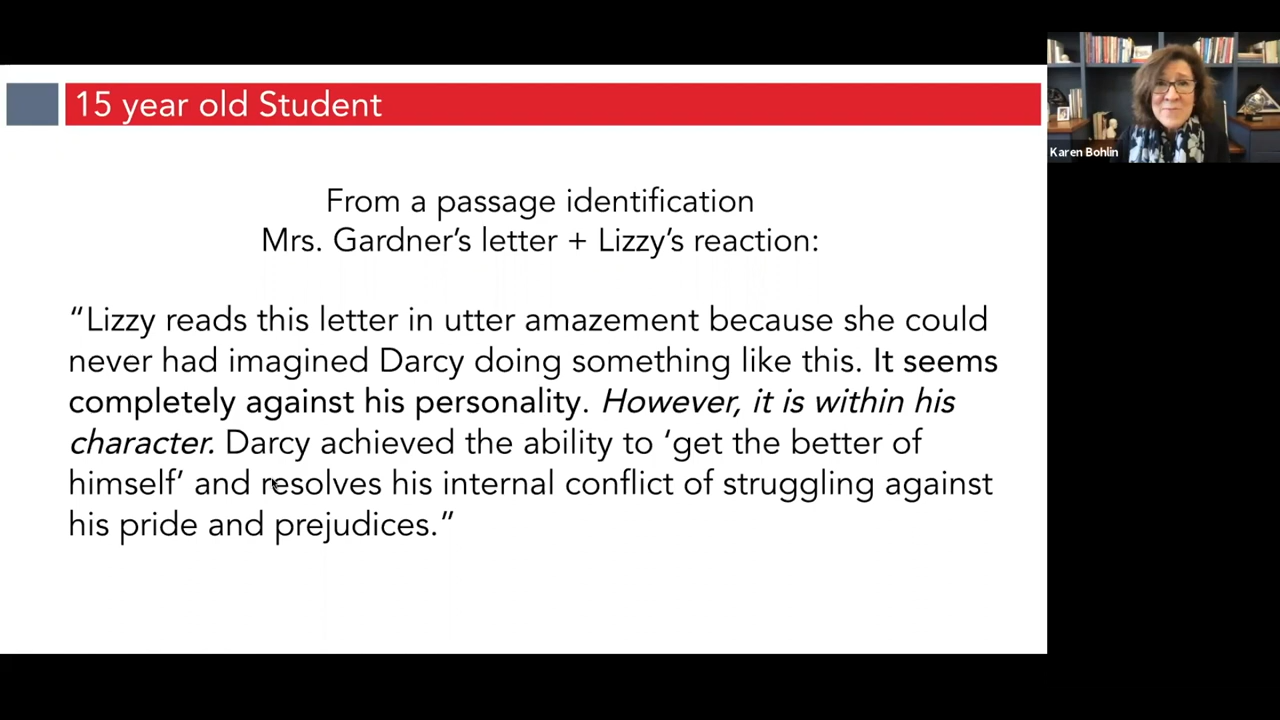 15 year old Student
Karen Bohlin
From a passage identification
Mrs. Gardner's letter + Lizzy's reaction:
“Lizzy reads this letter in utter amazement because she could
never had imagined Darcy doing something like this. It seems
completely against his personality. However, it is within his
character. Darcy achieved the ability to ‘get the better of
himself’ and resolves his internal conflict of struggling against
his pride and prejudices.”